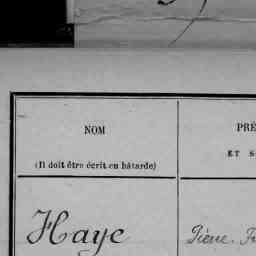 NOM
PRÉ
ET S
(Il doit être écrit en bâtarde)
Haye
Pierre